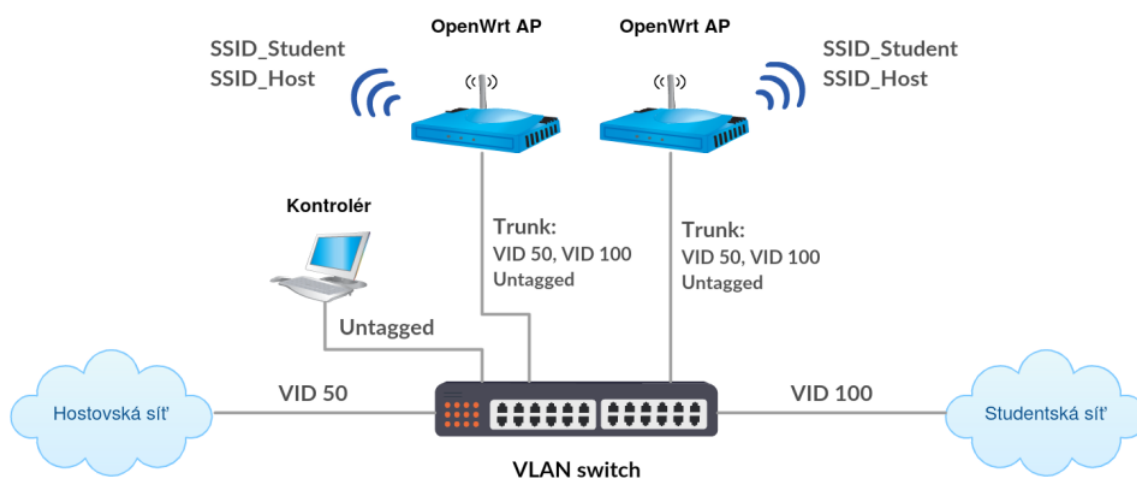 OpenWrt AP
OpenWrt AP
SSID_Student
SSID_Host
SSID_Student
SSID_Host
Kontrolér
Trunk:
VID 50, VID 100
Untagged
Trunk:
VID 50, VID 100
Untagged
Untagged
Hostovská síť
VID 50
VID 100
Studentská síť
VLAN switch